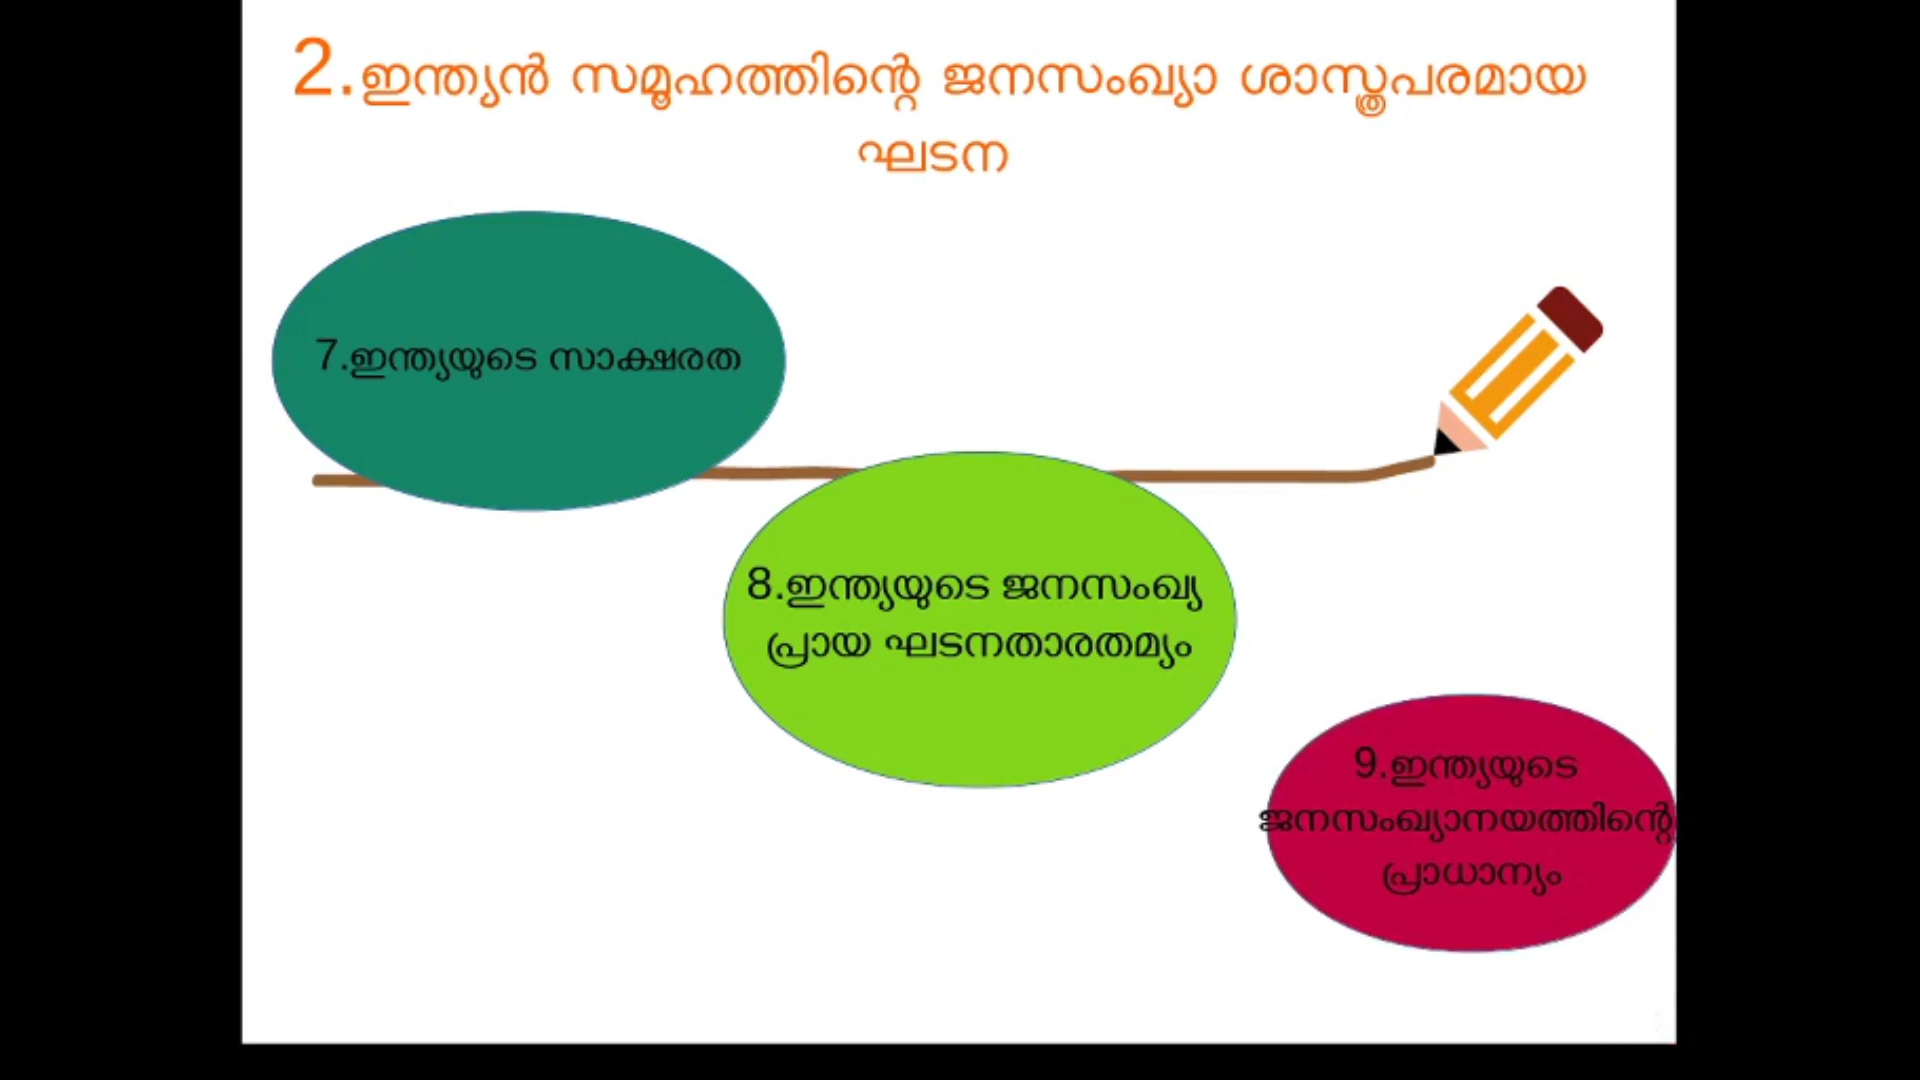 2.ഇന്ത്യൻ സമൂഹത്തിന്റെ ജനസംഖ്യാ ശാസ്ത്രപരമായ
ഘടന
7.ഇന്ത്യയുടെ സാക്ഷരത
8.ഇന്ത്യയുടെ ജനസംഖ്യ
പ്രായ ഘടനതാരതമ്യം
9.ഇന്ത്യയുടെ
ജനസംഖ്യാനയത്തിന്റെ
പ്രാധാന്യം